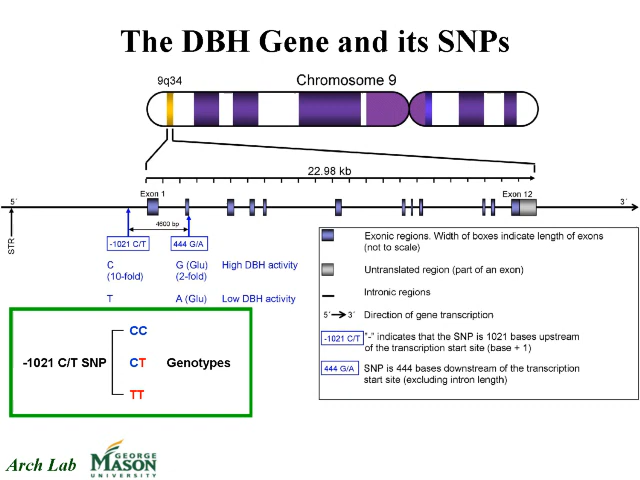 The DBH Gene and its SNPs
9q34
Chromosome 9
22.98 kb
5´
Exon 1
Exon 12
3´
STR
4600 bp
-1021 C/T
444 G/A
C
(10-fold)
G (Glu)
(2-fold)
High DBH activity
T
A (Glu)
Low DBH activity
Exonic regions. Width of boxes indicate length of exons
(not to scale)
Untranslated region (part of an exon)
Intronic regions
5´ → 3´ Direction of gene transcription
-1021 C/T "-" indicates that the SNP is 1021 bases upstream
of the transcription start site (base + 1)
444 G/A SNP is 444 bases downstream of the transcription
start site (excluding intron length)
CC
-1021 C/T SNP CT Genotypes
TT
Arch Lab
GEORGE
MASON
UNIVERSITY